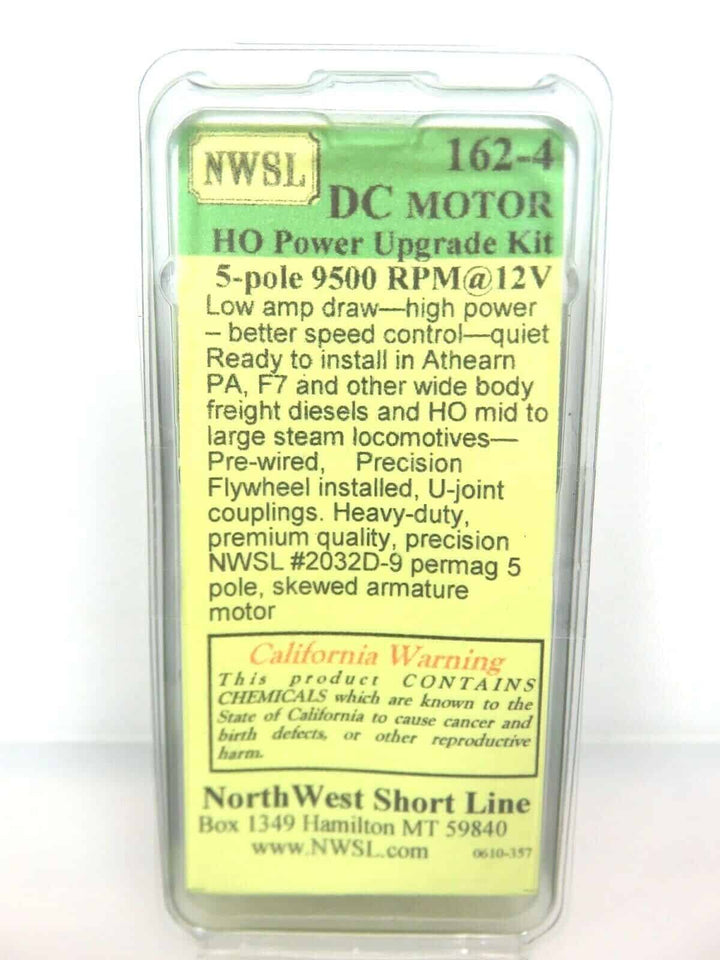 NWSL
162-4
DC MOTOR
HO Power Upgrade Kit
5-pole 9500 RPM@12V
Low amp draw—high power
– better speed control—quiet
Ready to install in Athearn
PA, F7 and other wide body
freight diesels and HO mid to
large steam locomotives—
Pre-wired, Precision
Flywheel installed, U-joint
couplings. Heavy-duty,
premium quality, precision
NWSL #2032D-9 permag 5
pole, skewed armature
motor
California Warning
This product CONTAINS
CHEMICALS which are known to the
State of California to cause cancer and
birth defects, or other reproductive
harm.
NorthWest Short Line
Box 1349 Hamilton MT 59840
www.NWSL.com 0610-357